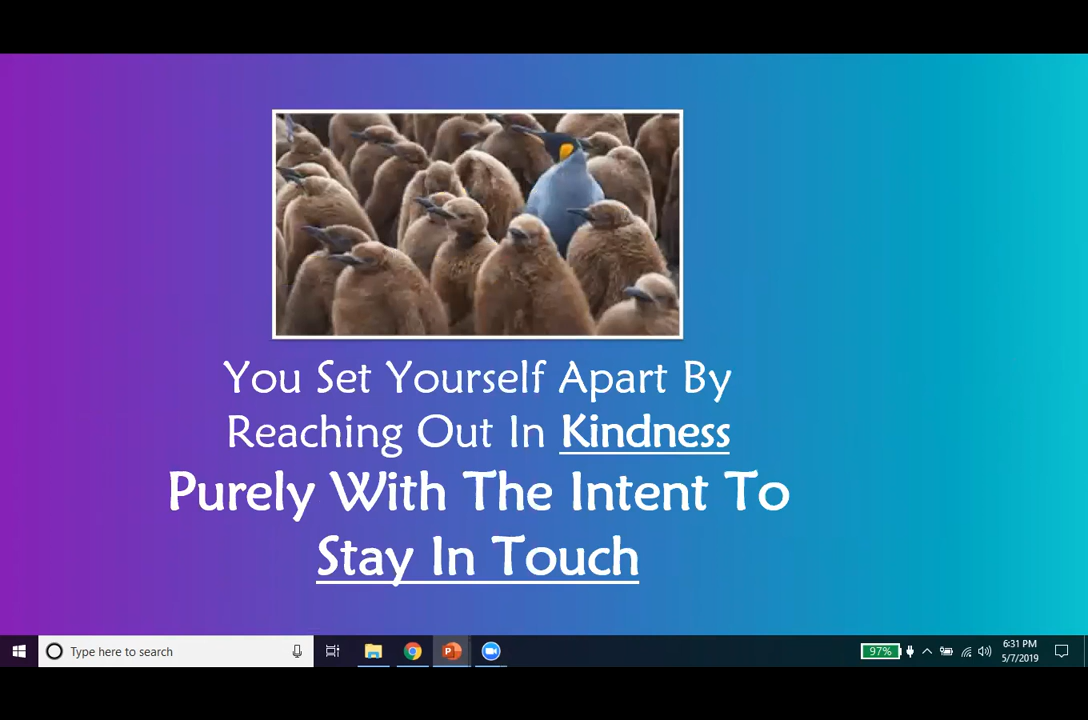 You Set Yourself Apart By
Reaching Out In Kindness
Purely With The Intent To
Stay In Touch
Type here to search
97%
6:31 PM
5/7/2019